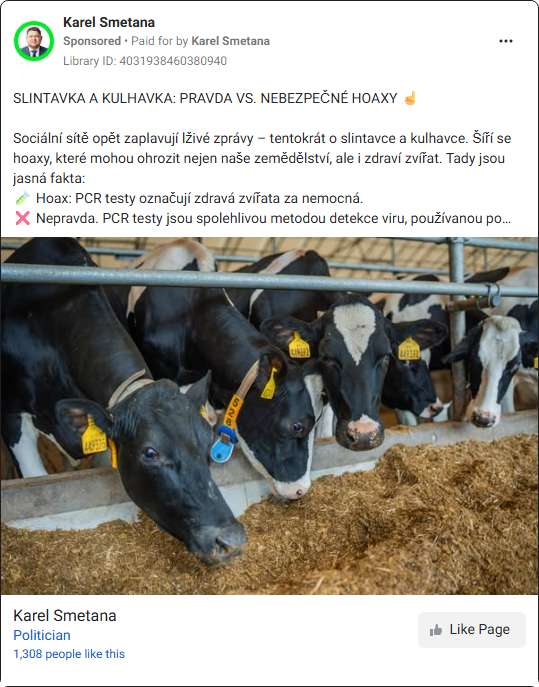 Karel Smetana
Sponsored • Paid for by Karel Smetana
Library ID: 4031938460380940
SLINTAVKA A KULHAVKA: PRAVDA VS. NEBEZPEČNÉ HOAXY ☝
Sociální sítě opět zaplavují lživé zprávy – tentokrát o slintavce a kulhavce. Šíří se
hoaxy, které mohou ohrozit nejen naše zemědělství, ale i zdraví zvířat. Tady jsou
jasná fakta:
🧪 Hoax: PCR testy označují zdravá zvířata za nemocná.
❌ Nepravda. PCR testy jsou spolehlivou metodou detekce viru, používanou po...
Karel Smetana
Politician
1,308 people like this
Like Page